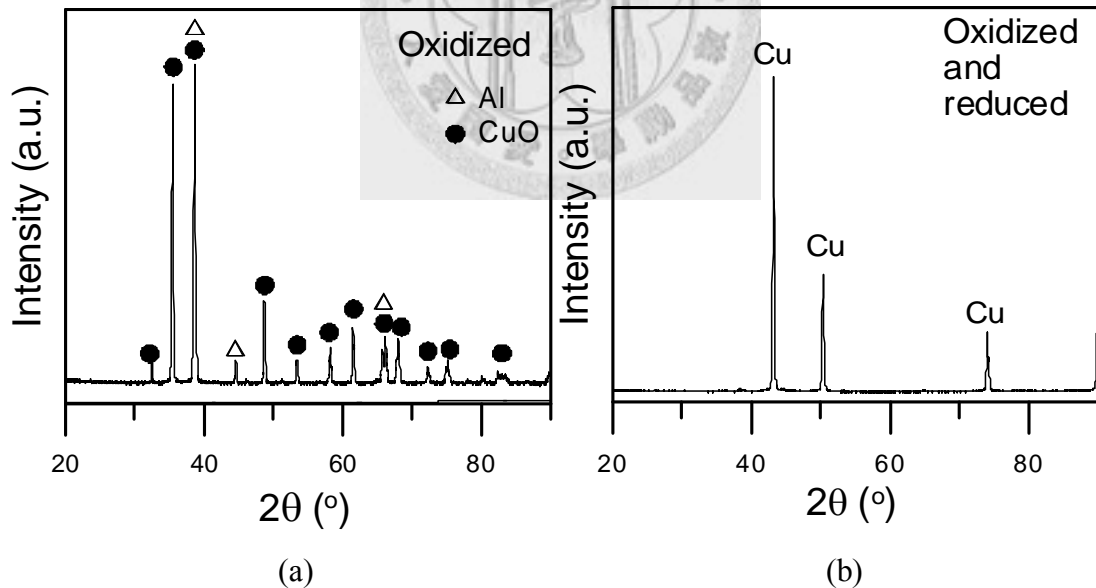 Oxidized
△ Al
● CuO
Intensity (a.u.)
20 40 60 80
2θ (º)
(a)
Cu
Cu
Cu
Oxidized
and
reduced
Intensity (a.u.)
20 40 60 80
2θ (º)
(b)